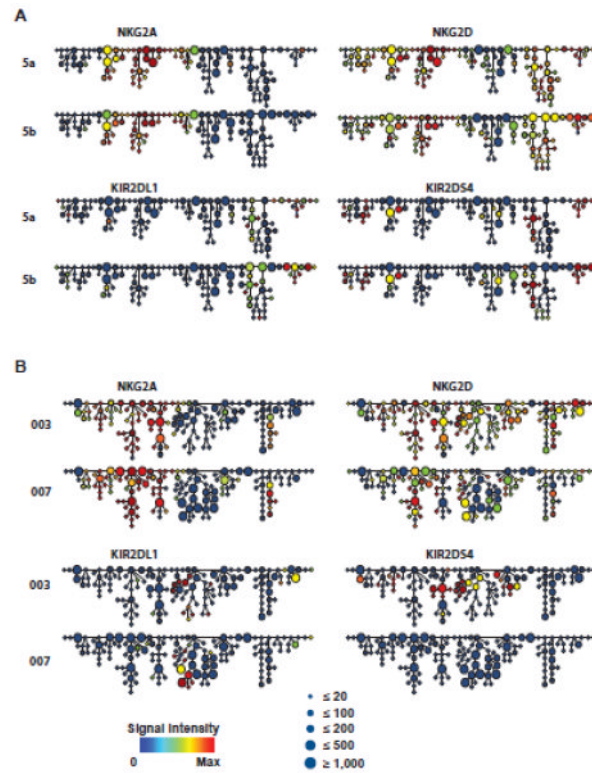 A
NKG2A NKG2D
5a
5b
KIR2DL1 KIR2DS4
5a
5b
B
NKG2A NKG2D
003
007
KIR2DL1 KIR2DS4
003
007
Signal Intensity
0 Max
≤ 20
≤ 100
≤ 200
≤ 500
≥ 1,000